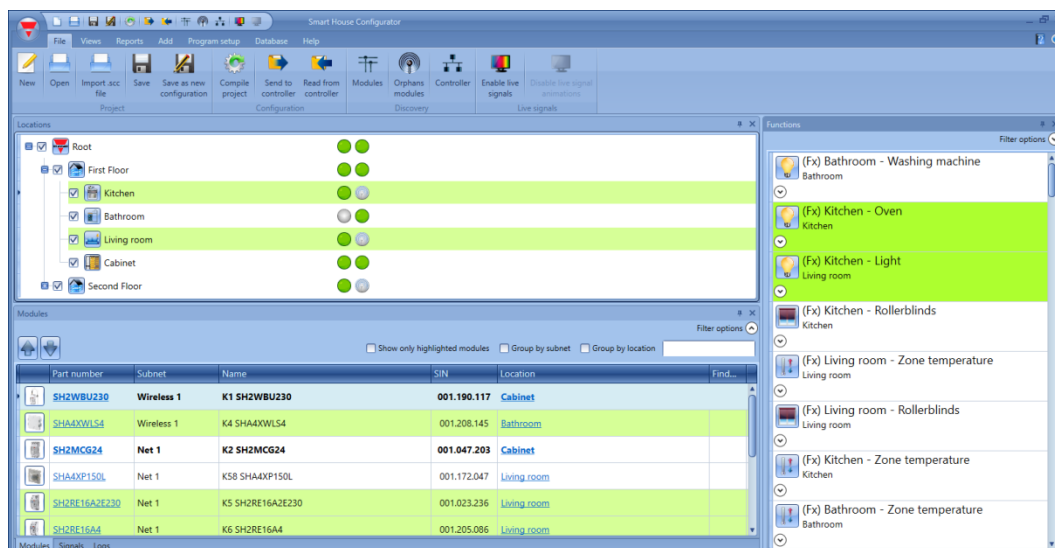 Smart House Configurator
File Views Reports Add Program setup Database Help
New Open Import .scc file Save Save as new configuration Compile project Send to controller Read from controller Modules Orphans modules Controller Enable live signals Disable live signal animations
Project Configuration Discovery Live signals
Locations
Root
First Floor
Kitchen
Bathroom
Living room
Cabinet
Second Floor
Modules
Filter options
Show only highlighted modules Group by subnet Group by location
Part number Subnet Name SIN Location Find...
SH2WBU230 Wireless 1 K1 SH2WBU230 001.190.117 Cabinet
SHA4XWLS4 Wireless 1 K4 SHA4XWLS4 001.208.145 Bathroom
SH2MCG24 Net 1 K2 SH2MCG24 001.047.203 Cabinet
SHA4XP150L Net 1 K58 SHA4XP150L 001.172.047 Living room
SH2RE16A2E230 Net 1 K5 SH2RE16A2E230 001.023.236 Living room
SH2RE16A4 Net 1 K6 SH2RE16A4 001.205.086 Living room
Modules Signals Logs
Functions
Filter options
(Fx) Bathroom - Washing machine
Bathroom
(Fx) Kitchen - Oven
Kitchen
(Fx) Kitchen - Light
Living room
(Fx) Kitchen - Rollerblinds
Kitchen
(Fx) Living room - Zone temperature
Living room
(Fx) Living room - Rollerblinds
Living room
(Fx) Kitchen - Zone temperature
Kitchen
(Fx) Bathroom - Zone temperature
Bathroom